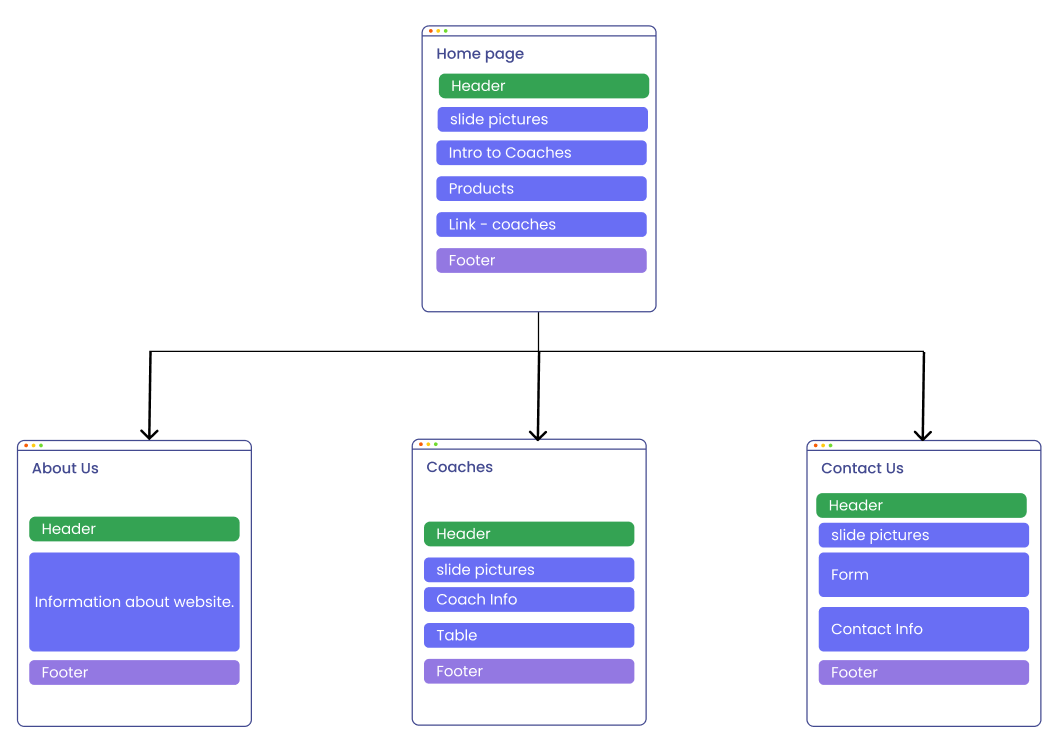 Home page
Header
slide pictures
Intro to Coaches
Products
Link - coaches
Footer
About Us
Header
Information about website.
Footer
Coaches
Header
slide pictures
Coach Info
Table
Footer
Contact Us
Header
slide pictures
Form
Contact Info
Footer